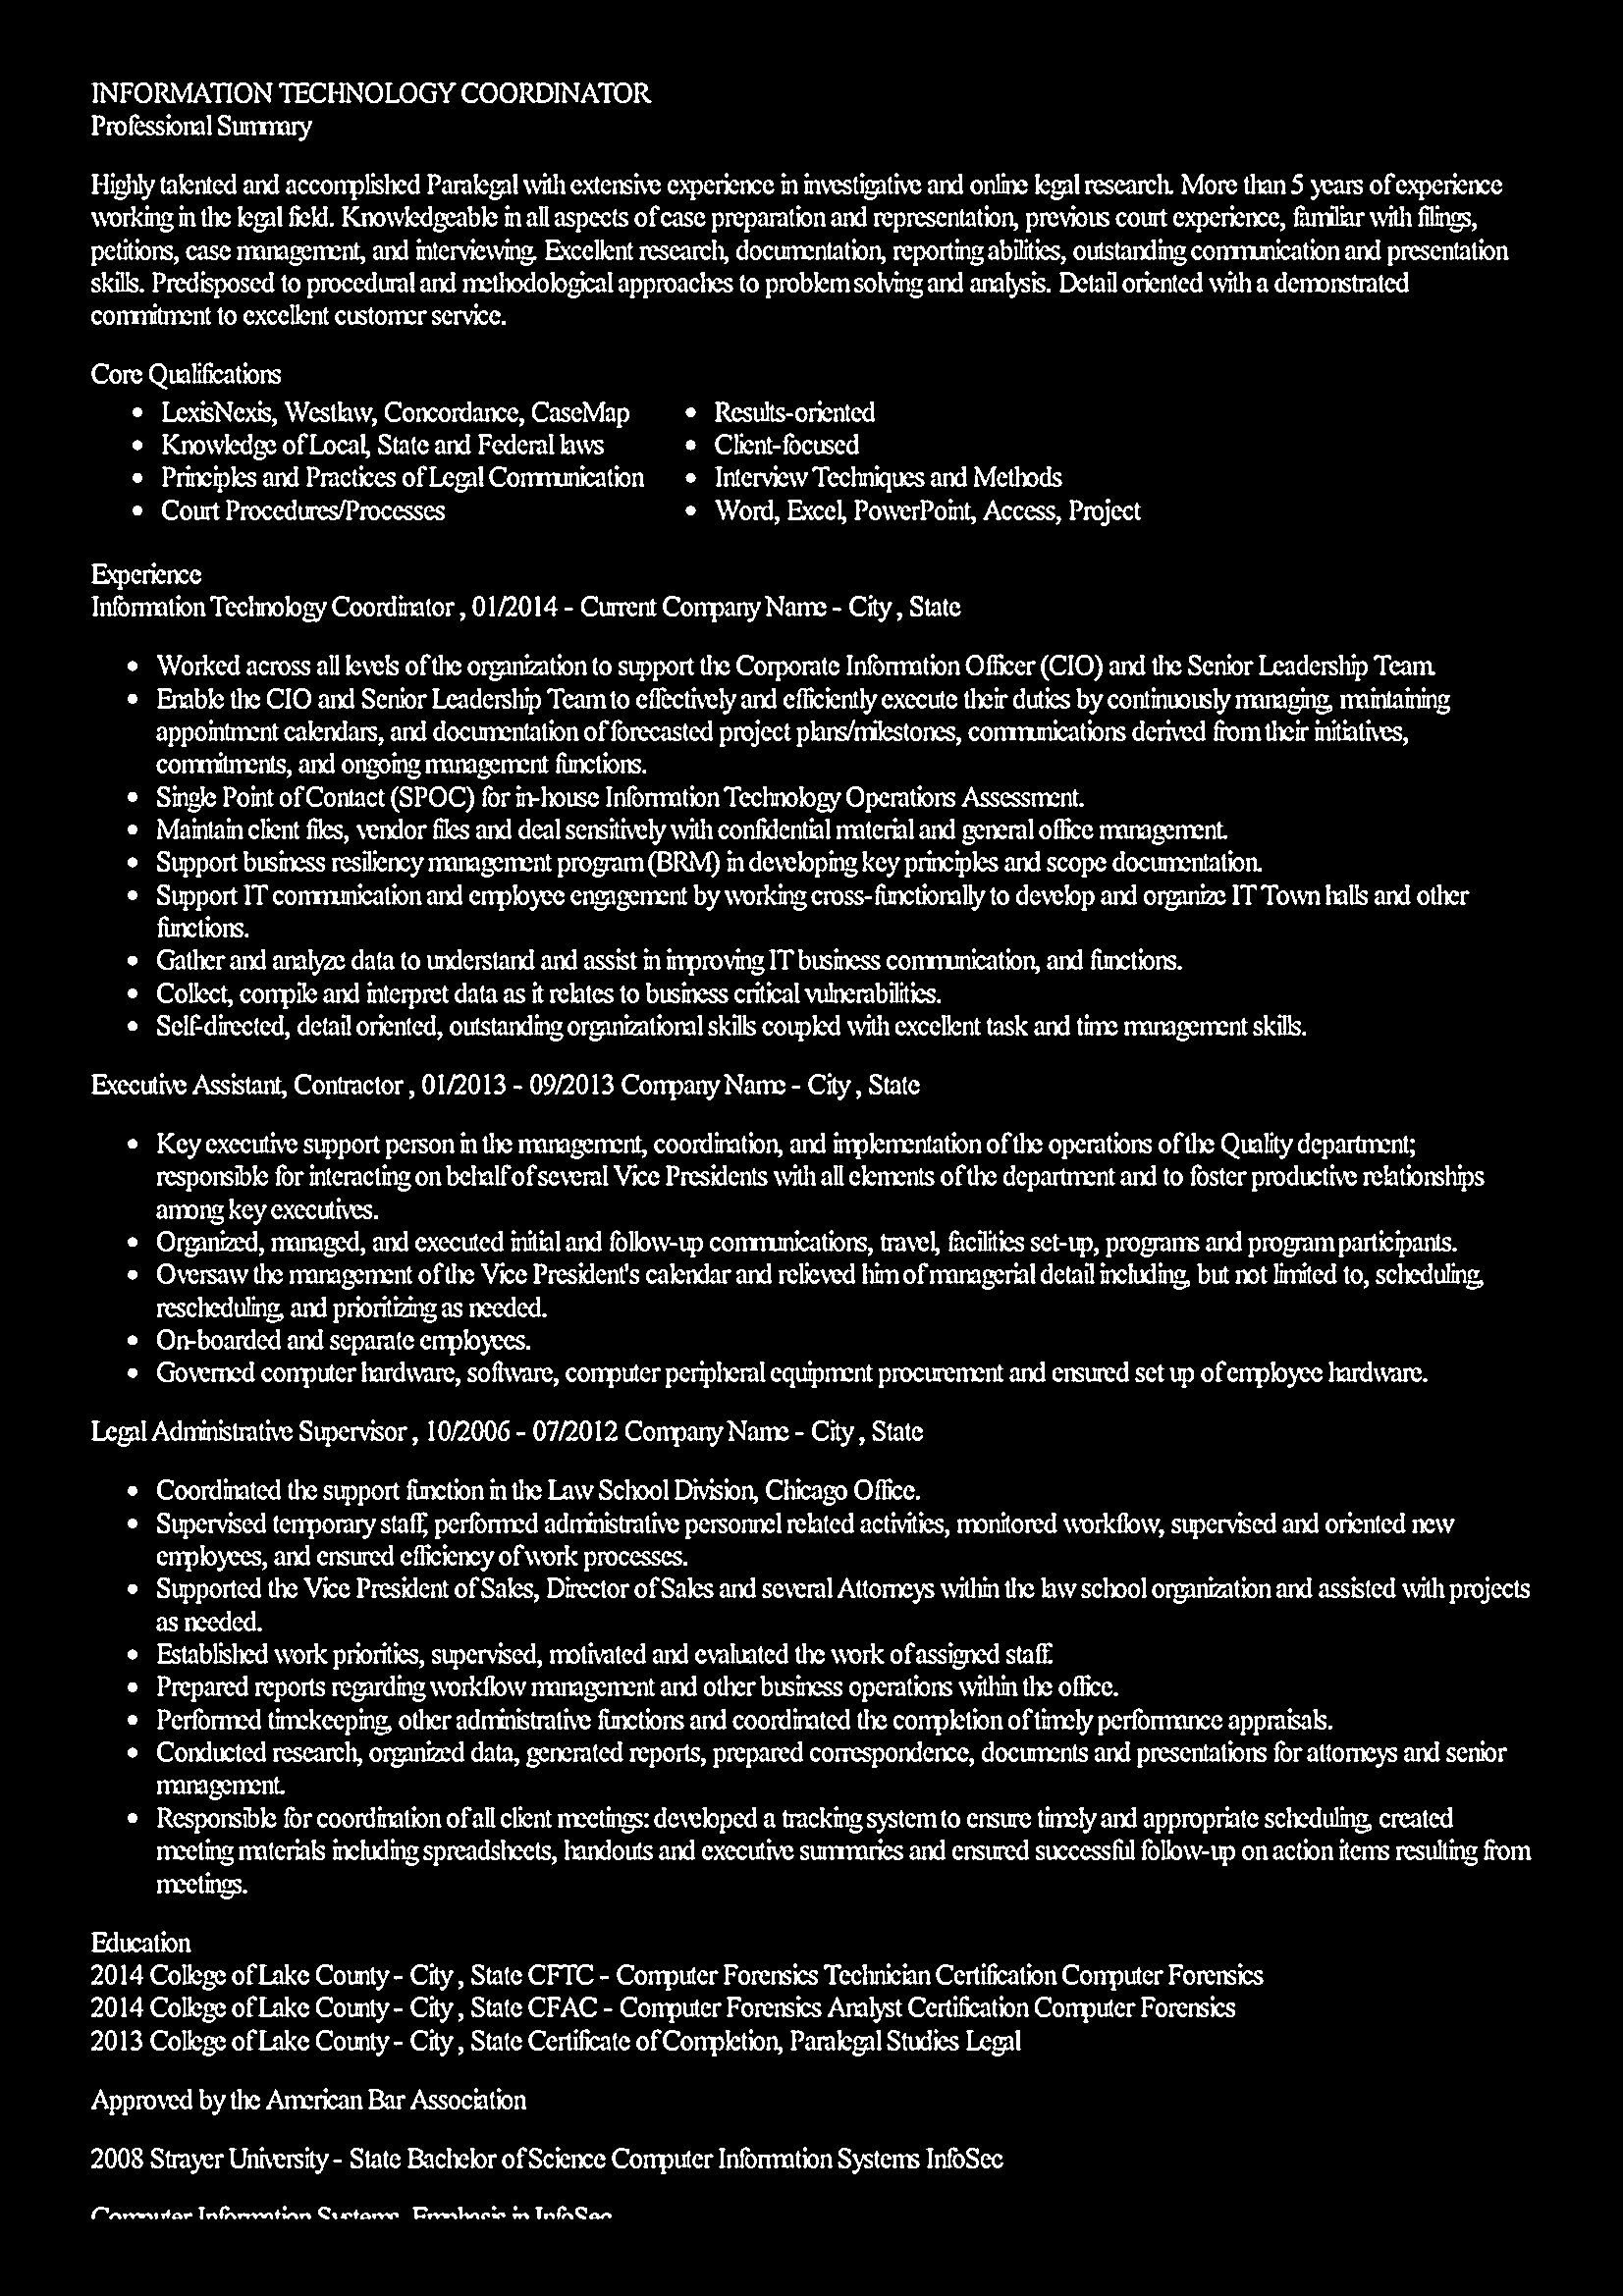 INFORMATION TECHNOLOGY COORDINATOR
Professional Summary
Highly talented and accomplished Paralegal with extensive experience in investigative and online legal research. More than 5 years of experience
working in the legal field. Knowledgeable in all aspects of case preparation and representation, previous court experience, familiar with filings,
petitions, case management, and interviewing. Excellent research, documentation, reporting abilities, outstanding communication and presentation
skills. Predisposed to procedural and methodological approaches to problem solving and analysis. Detail oriented with a demonstrated
commitment to excellent customer service.
Core Qualifications
• LexisNexis, Westlaw, Concordance, CaseMap
• Knowledge of Local, State and Federal laws
• Principles and Practices of Legal Communication
• Court Procedures/Processes
• Results-oriented
• Client-focused
• Interview Techniques and Methods
• Word, Excel, PowerPoint, Access, Project
Experience
Information Technology Coordinator , 01/2014 - Current Company Name - City , State
• Worked across all levels of the organization to support the Corporate Information Officer (CIO) and the Senior Leadership Team.
• Enable the CIO and Senior Leadership Team to effectively and efficiently execute their duties by continuously managing, maintaining
appointment calendars, and documentation of forecasted project plans/milestones, communications derived from their initiatives,
commitments, and ongoing management functions.
• Single Point of Contact (SPOC) for in-house Information Technology Operations Assessment.
• Maintain client files, vendor files and deal sensitively with confidential material and general office management.
• Support business resiliency management program (BRM) in developing key principles and scope documentation.
• Support IT communication and employee engagement by working cross-functionally to develop and organize IT Town halls and other
functions.
• Gather and analyze data to understand and assist in improving IT business communication, and functions.
• Collect, compile and interpret data as it relates to business critical vulnerabilities.
• Self-directed, detail oriented, outstanding organizational skills coupled with excellent task and time management skills.
Executive Assistant, Contractor , 01/2013 - 09/2013 Company Name - City , State
• Key executive support person in the management, coordination, and implementation of the operations of the Quality department;
responsible for interacting on behalf of several Vice Presidents with all elements of the department and to foster productive relationships
among key executives.
• Organized, managed, and executed initial and follow-up communications, travel, facilities set-up, programs and program participants.
• Oversaw the management of the Vice President's calendar and relieved him of managerial detail including, but not limited to, scheduling,
rescheduling, and prioritizing as needed.
• On-boarded and separate employees.
• Governed computer hardware, software, computer peripheral equipment procurement and ensured set up of employee hardware.
Legal Administrative Supervisor , 10/2006 - 07/2012 Company Name - City , State
• Coordinated the support function in the Law School Division, Chicago Office.
• Supervised temporary staff, performed administrative personnel related activities, monitored workflow, supervised and oriented new
employees, and ensured efficiency of work processes.
• Supported the Vice President of Sales, Director of Sales and several Attorneys within the law school organization and assisted with projects
as needed.
• Established work priorities, supervised, motivated and evaluated the work of assigned staff.
• Prepared reports regarding workflow management and other business operations within the office.
• Performed timekeeping, other administrative functions and coordinated the completion of timely performance appraisals.
• Conducted research, organized data, generated reports, prepared correspondence, documents and presentations for attorneys and senior
management.
• Responsible for coordination of all client meetings: developed a tracking system to ensure timely and appropriate scheduling, created
meeting materials including spreadsheets, handouts and executive summaries and ensured successful follow-up on action items resulting from
meetings.
Education
2014 College of Lake County - City , State CFTC - Computer Forensics Technician Certification Computer Forensics
2014 College of Lake County - City , State CFAC - Computer Forensics Analyst Certification Computer Forensics
2013 College of Lake County - City , State Certificate of Completion, Paralegal Studies Legal
Approved by the American Bar Association
2008 Strayer University - State Bachelor of Science Computer Information Systems InfoSec
Computer Information Systems, Emphasis in InfoSec